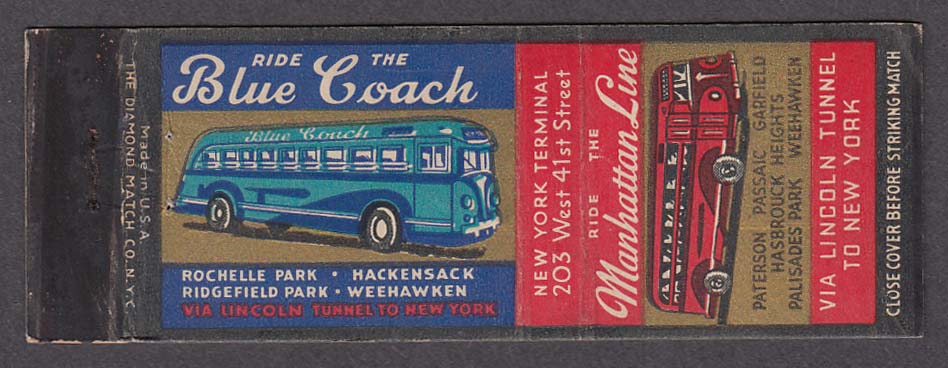 RIDE THE
Blue Coach
Blue Coach
ROCHELLE PARK • HACKENSACK
RIDGEFIELD PARK • WEEHAWKEN
VIA LINCOLN TUNNEL TO NEW YORK
Made in U.S.A.
THE DIAMOND MATCH CO. N.Y.C.
NEW YORK TERMINAL
203 West 41st Street
RIDE THE
Manhattan Line
PATERSON PASSAIC GARFIELD
HASBROUCK HEIGHTS
PALISADES PARK WEEHAWKEN
VIA LINCOLN TUNNEL
TO NEW YORK
CLOSE COVER BEFORE STRIKING MATCH